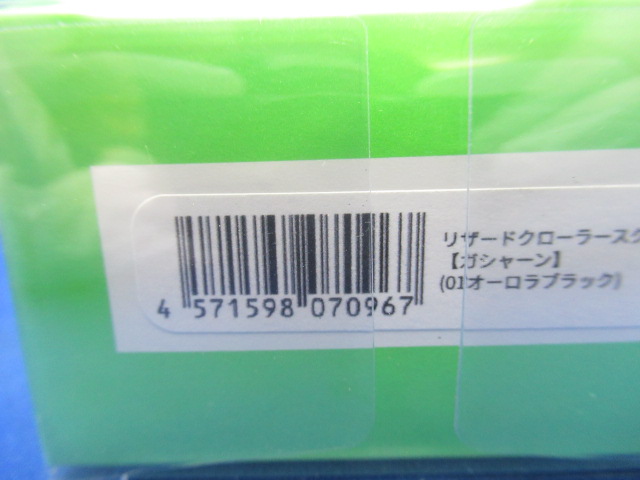 リザードクローラースク
【ガシャーン】
(01オーロラブラック)
4 571598 070967